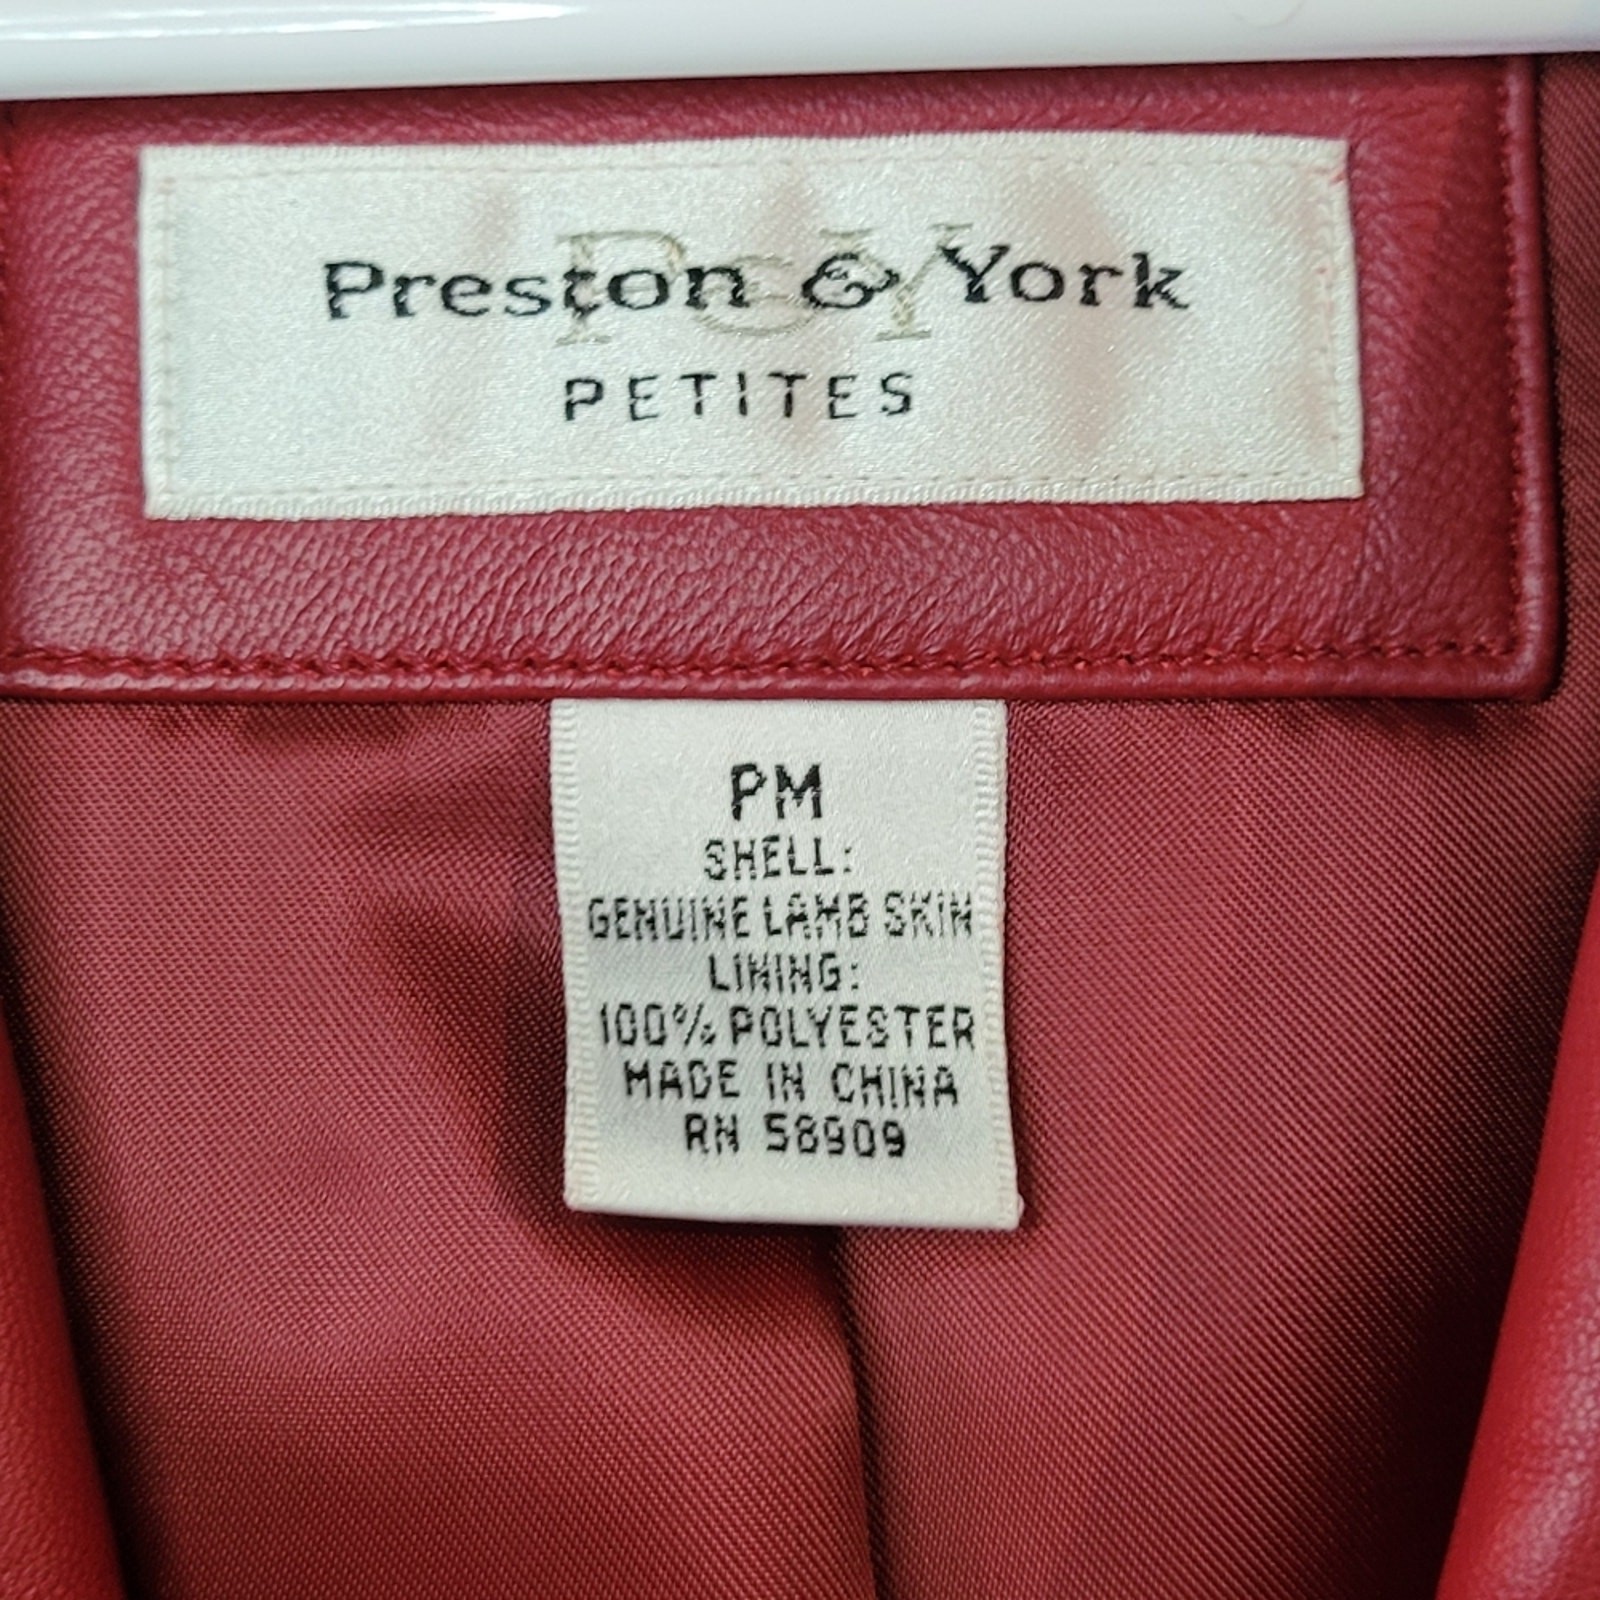 Preston & York
P&Y
PETITES
PM
SHELL:
GENUINE LAMB SKIN
LINING:
100% POLYESTER
MADE IN CHINA
RN 58909